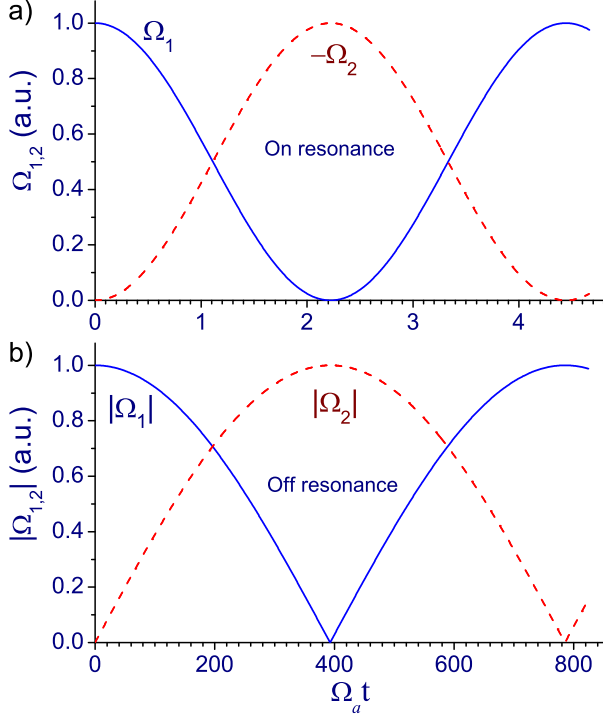 a)
Ω₁
−Ω₂
On resonance
Ω₁,₂ (a.u.)
1.0
0.8
0.6
0.4
0.2
0.0
0 1 2 3 4
b)
|Ω₁|
|Ω₂|
Off resonance
|Ω₁,₂| (a.u.)
1.0
0.8
0.6
0.4
0.2
0.0
0 200 400 600 800
Ωₐ t